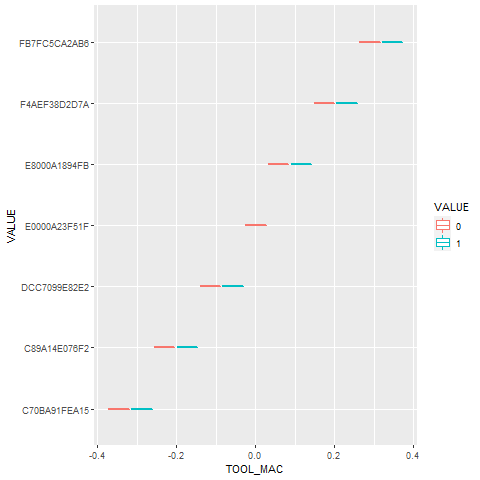 FB7FC5CA2AB6
F4AEF38D2D7A
E8000A1894FB
E0000A23F51F
DCC7099E82E2
C89A14E076F2
C70BA91FEA15
VALUE
-0.4 -0.2 0.0 0.2 0.4
TOOL_MAC
VALUE
0
1